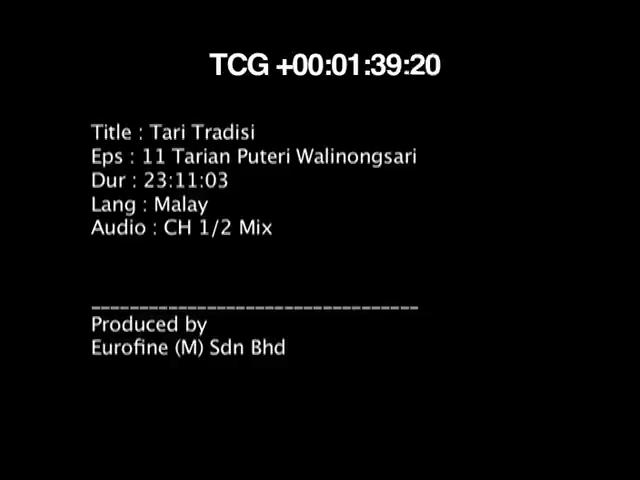 TCG +00:01:39:20
Title : Tari Tradisi
Eps : 11 Tarian Puteri Walinongsari
Dur : 23:11:03
Lang : Malay
Audio : CH 1/2 Mix
__________________________________
Produced by
Eurofine (M) Sdn Bhd